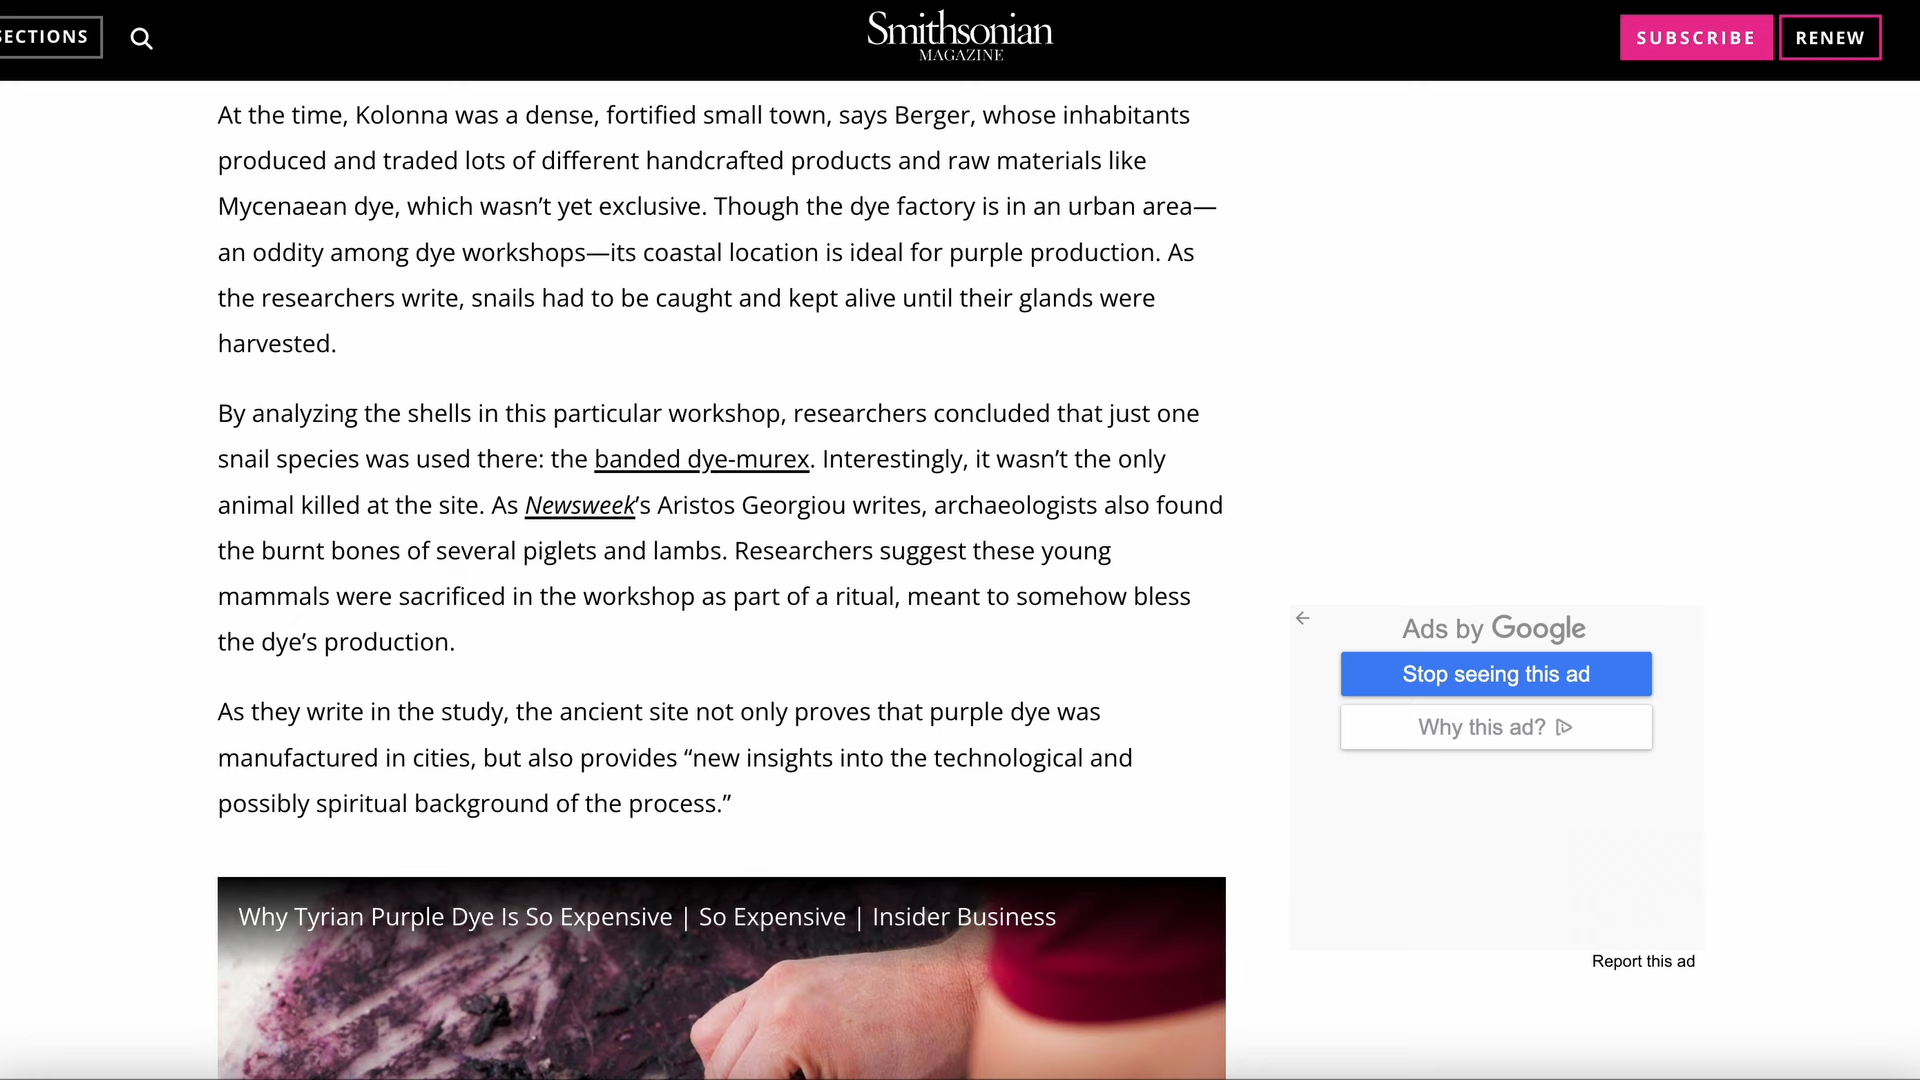 SECTIONS
Smithsonian
MAGAZINE
SUBSCRIBE
RENEW
At the time, Kolonna was a dense, fortified small town, says Berger, whose inhabitants
produced and traded lots of different handcrafted products and raw materials like
Mycenaean dye, which wasn’t yet exclusive. Though the dye factory is in an urban area—
an oddity among dye workshops—its coastal location is ideal for purple production. As
the researchers write, snails had to be caught and kept alive until their glands were
harvested.
By analyzing the shells in this particular workshop, researchers concluded that just one
snail species was used there: the banded dye-murex. Interestingly, it wasn’t the only
animal killed at the site. As Newsweek’s Aristos Georgiou writes, archaeologists also found
the burnt bones of several piglets and lambs. Researchers suggest these young
mammals were sacrificed in the workshop as part of a ritual, meant to somehow bless
the dye’s production.
As they write in the study, the ancient site not only proves that purple dye was
manufactured in cities, but also provides “new insights into the technological and
possibly spiritual background of the process.”
Why Tyrian Purple Dye Is So Expensive | So Expensive | Insider Business
Ads by Google
Stop seeing this ad
Why this ad?
Report this ad